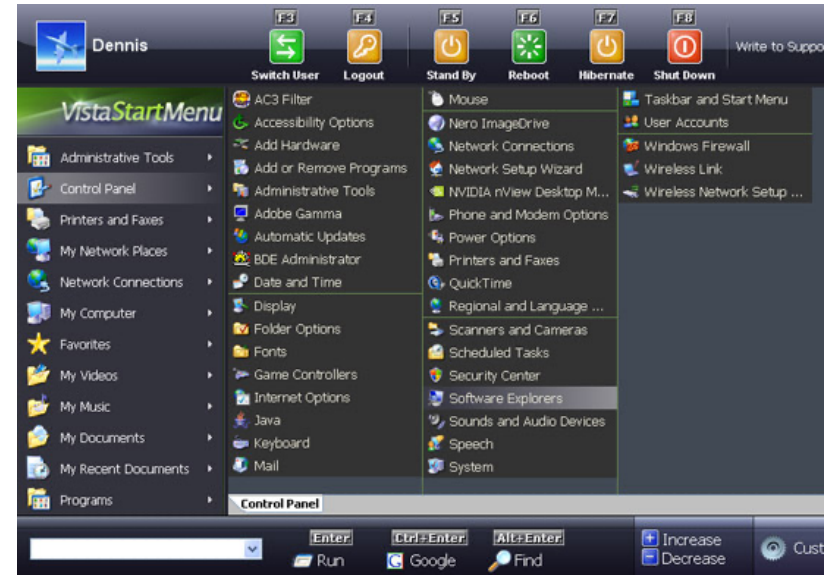 F3 F4 F5 F6 F7 F8
Dennis
Write to Suppo
Switch User Logout Stand By Reboot Hibernate Shut Down
VistaStartMenu
Administrative Tools
Control Panel
Printers and Faxes
My Network Places
Network Connections
My Computer
Favorites
My Videos
My Music
My Documents
My Recent Documents
Programs
AC3 Filter
Accessibility Options
Add Hardware
Add or Remove Programs
Administrative Tools
Adobe Gamma
Automatic Updates
BDE Administrator
Date and Time
Display
Folder Options
Fonts
Game Controllers
Internet Options
Java
Keyboard
Mail
Mouse
Nero ImageDrive
Network Connections
Network Setup Wizard
NVIDIA nView Desktop M...
Phone and Modem Options
Power Options
Printers and Faxes
QuickTime
Regional and Language ...
Scanners and Cameras
Scheduled Tasks
Security Center
Software Explorers
Sounds and Audio Devices
Speech
System
Taskbar and Start Menu
User Accounts
Windows Firewall
Wireless Link
Wireless Network Setup ...
Control Panel
Enter Ctrl+Enter Alt+Enter
Run Google Find
Increase
Decrease
Cust